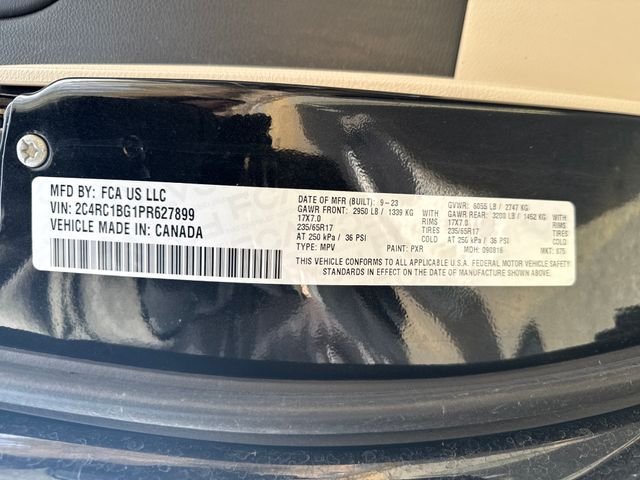 MFD BY: FCA US LLC
VIN: 2C4RC1BG1PR627899
VEHICLE MADE IN: CANADA
DATE OF MFR (BUILT): 9-23 GVWR: 6055 LB / 2747 KG
GAWR FRONT: 2950 LB / 1339 KG GAWR REAR: 3200 LB / 1452 KG
17X7.0 RIMS 17X7.0
235/65R17 TIRES 235/65R17
AT 250 kPa / 36 PSI COLD AT 250 kPa / 36 PSI
RIMS
TIRES
COLD
TYPE: MPV PAINT: PXR MDH: 090816 MKT: 875
THIS VEHICLE CONFORMS TO ALL APPLICABLE U.S.A. FEDERAL MOTOR VEHICLE SAFETY
STANDARDS IN EFFECT ON THE DATE OF MANUFACTURE SHOWN ABOVE.